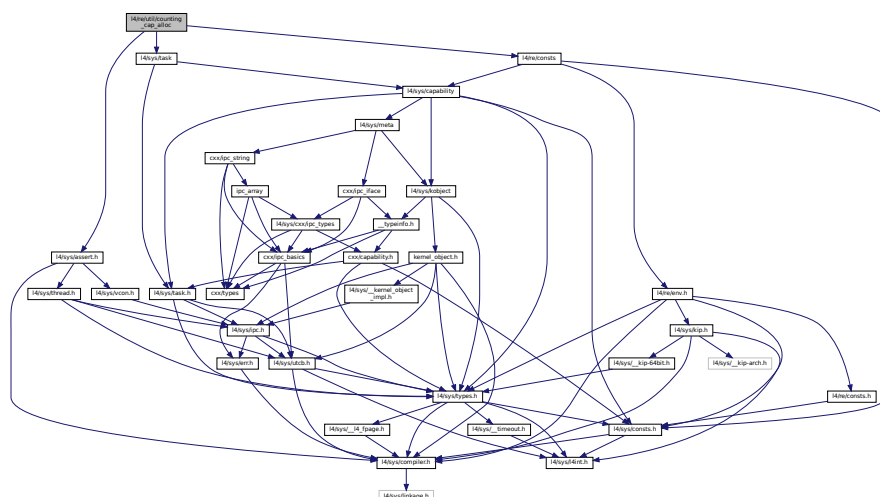 l4/re/util/counting
_cap_alloc
l4/sys/task
l4/re/consts
l4/sys/capability
l4/sys/meta
cxx/ipc_string
ipc_array
cxx/ipc_iface
l4/sys/kobject
l4/sys/cxx/ipc_types
__typeinfo.h
l4/sys/assert.h
cxx/ipc_basics
cxx/capability.h
kernel_object.h
l4/sys/thread.h
l4/sys/vcon.h
l4/sys/task.h
cxx/types
l4/sys/__kernel_object
_impl.h
l4/re/env.h
l4/sys/ipc.h
l4/sys/kip.h
l4/sys/err.h
l4/sys/utcb.h
l4/sys/__kip-64bit.h
l4/sys/__kip-arch.h
l4/sys/types.h
l4/re/consts.h
l4/sys/__l4_fpage.h
l4/sys/__timeout.h
l4/sys/consts.h
l4/sys/compiler.h
l4/sys/l4int.h
l4/sys/linkage.h